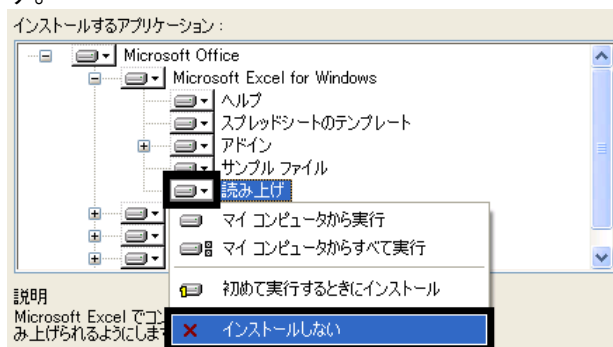 す。
インストールするアプリケーション :
Microsoft Office
Microsoft Excel for Windows
ヘルプ
スプレッドシートのテンプレート
アドイン
サンプル ファイル
読み上げ
マイ コンピュータから実行
マイ コンピュータからすべて実行
初めて実行するときにインストール
インストールしない
説明
Microsoft Excel でコン
み上げられるようにしま